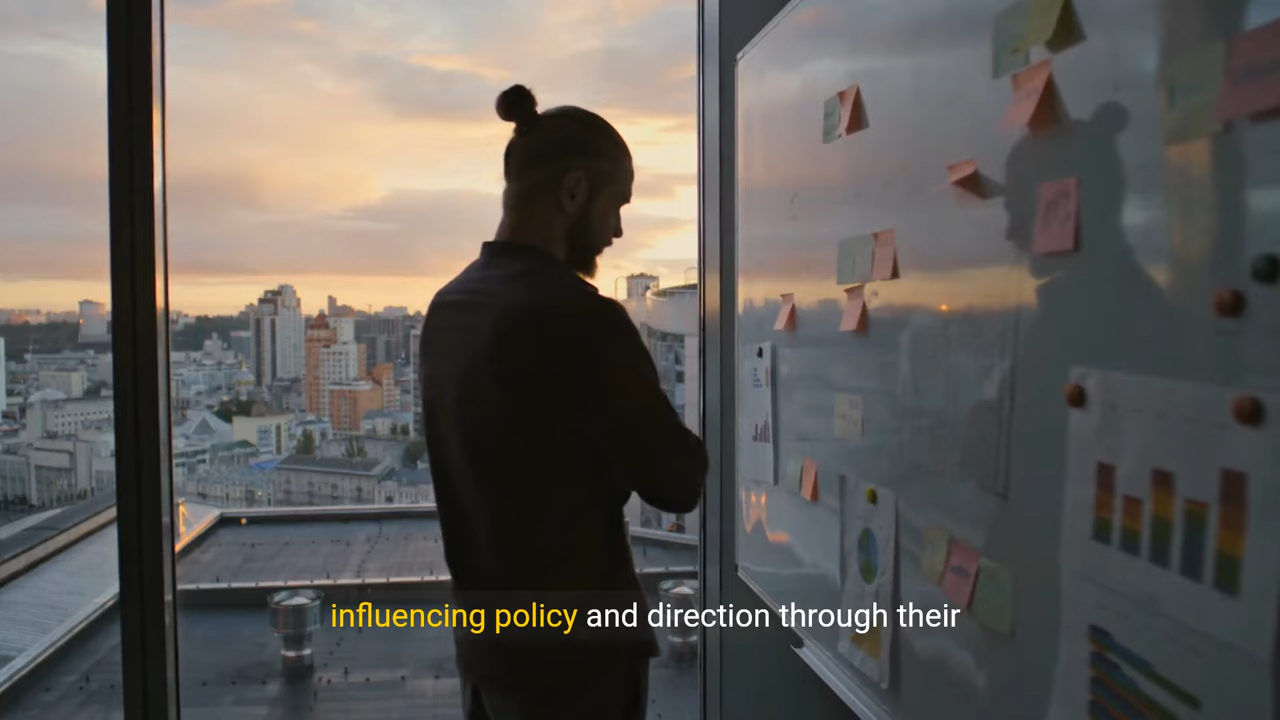 influencing policy and direction through their